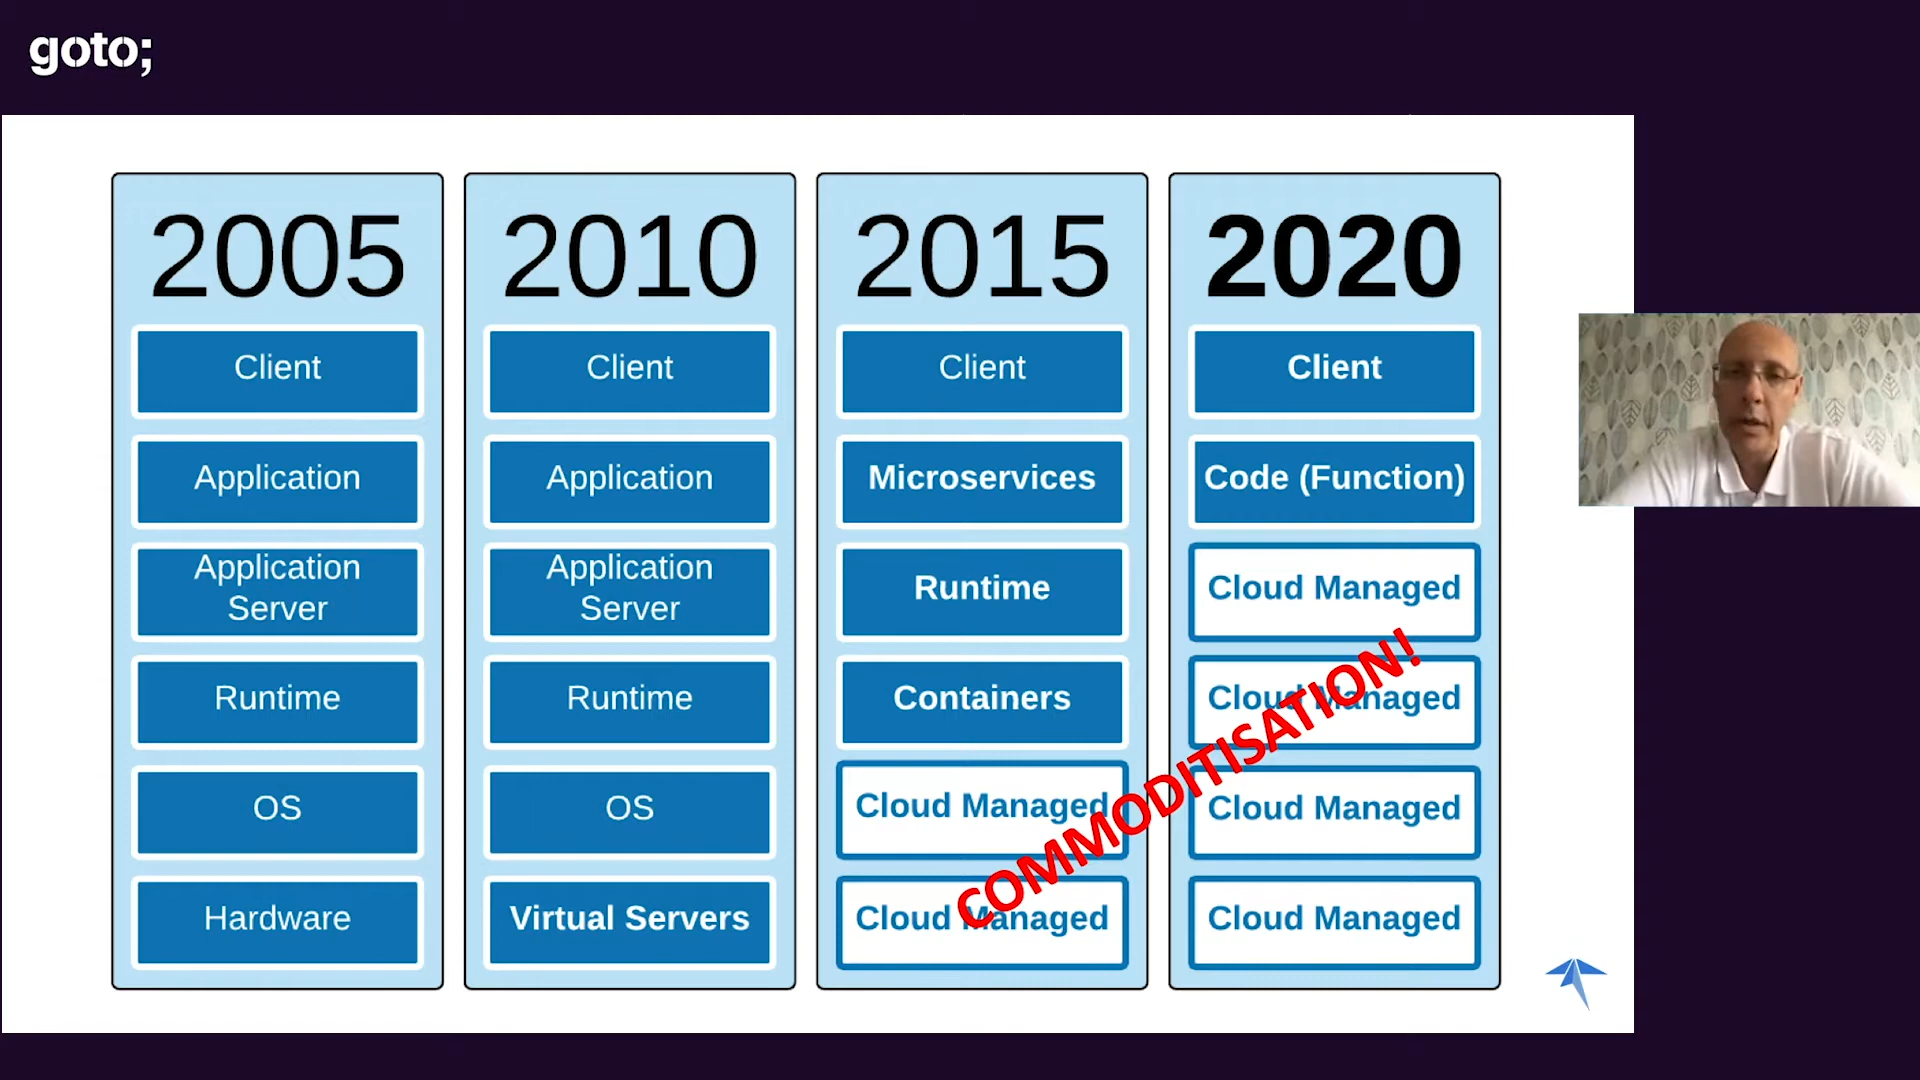 goto;
2005
Client
Application
Application
Server
Runtime
OS
Hardware
2010
Client
Application
Application
Server
Runtime
OS
Virtual Servers
2015
Client
Microservices
Runtime
Containers
Cloud Managed
Cloud Managed
2020
Client
Code (Function)
Cloud Managed
Cloud Managed
Cloud Managed
Cloud Managed
COMMODITISATION!